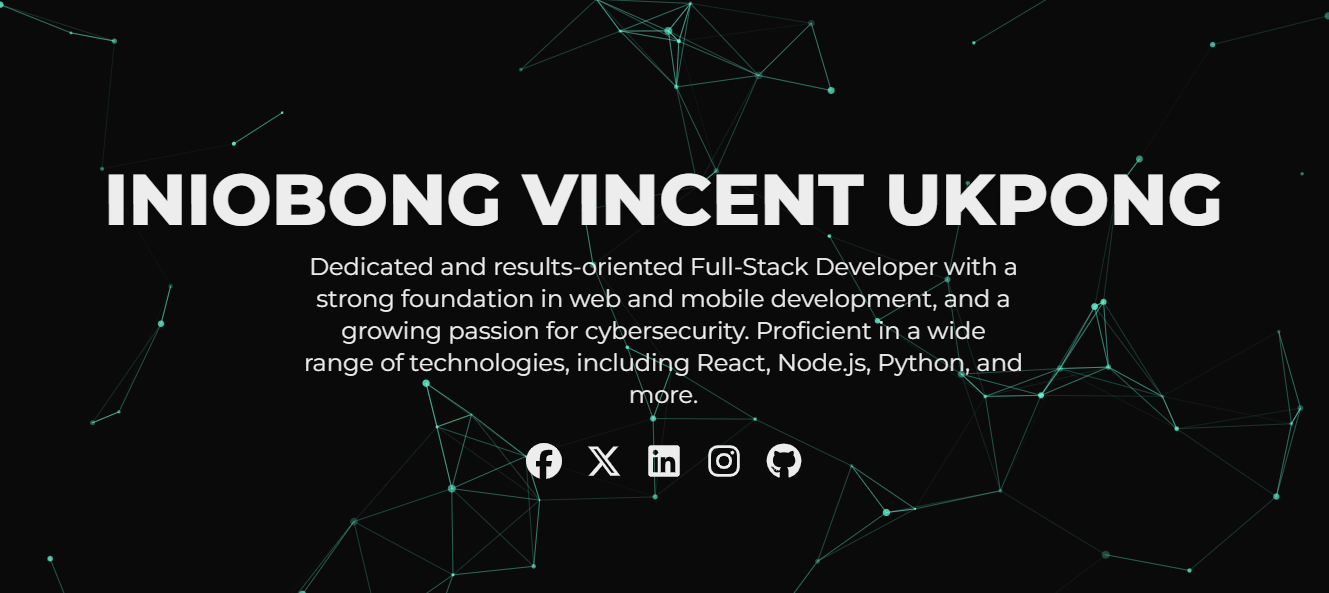 INIOBONG VINCENT UKPONG
Dedicated and results-oriented Full-Stack Developer with a
strong foundation in web and mobile development, and a
growing passion for cybersecurity. Proficient in a wide
range of technologies, including React, Node.js, Python, and
more.